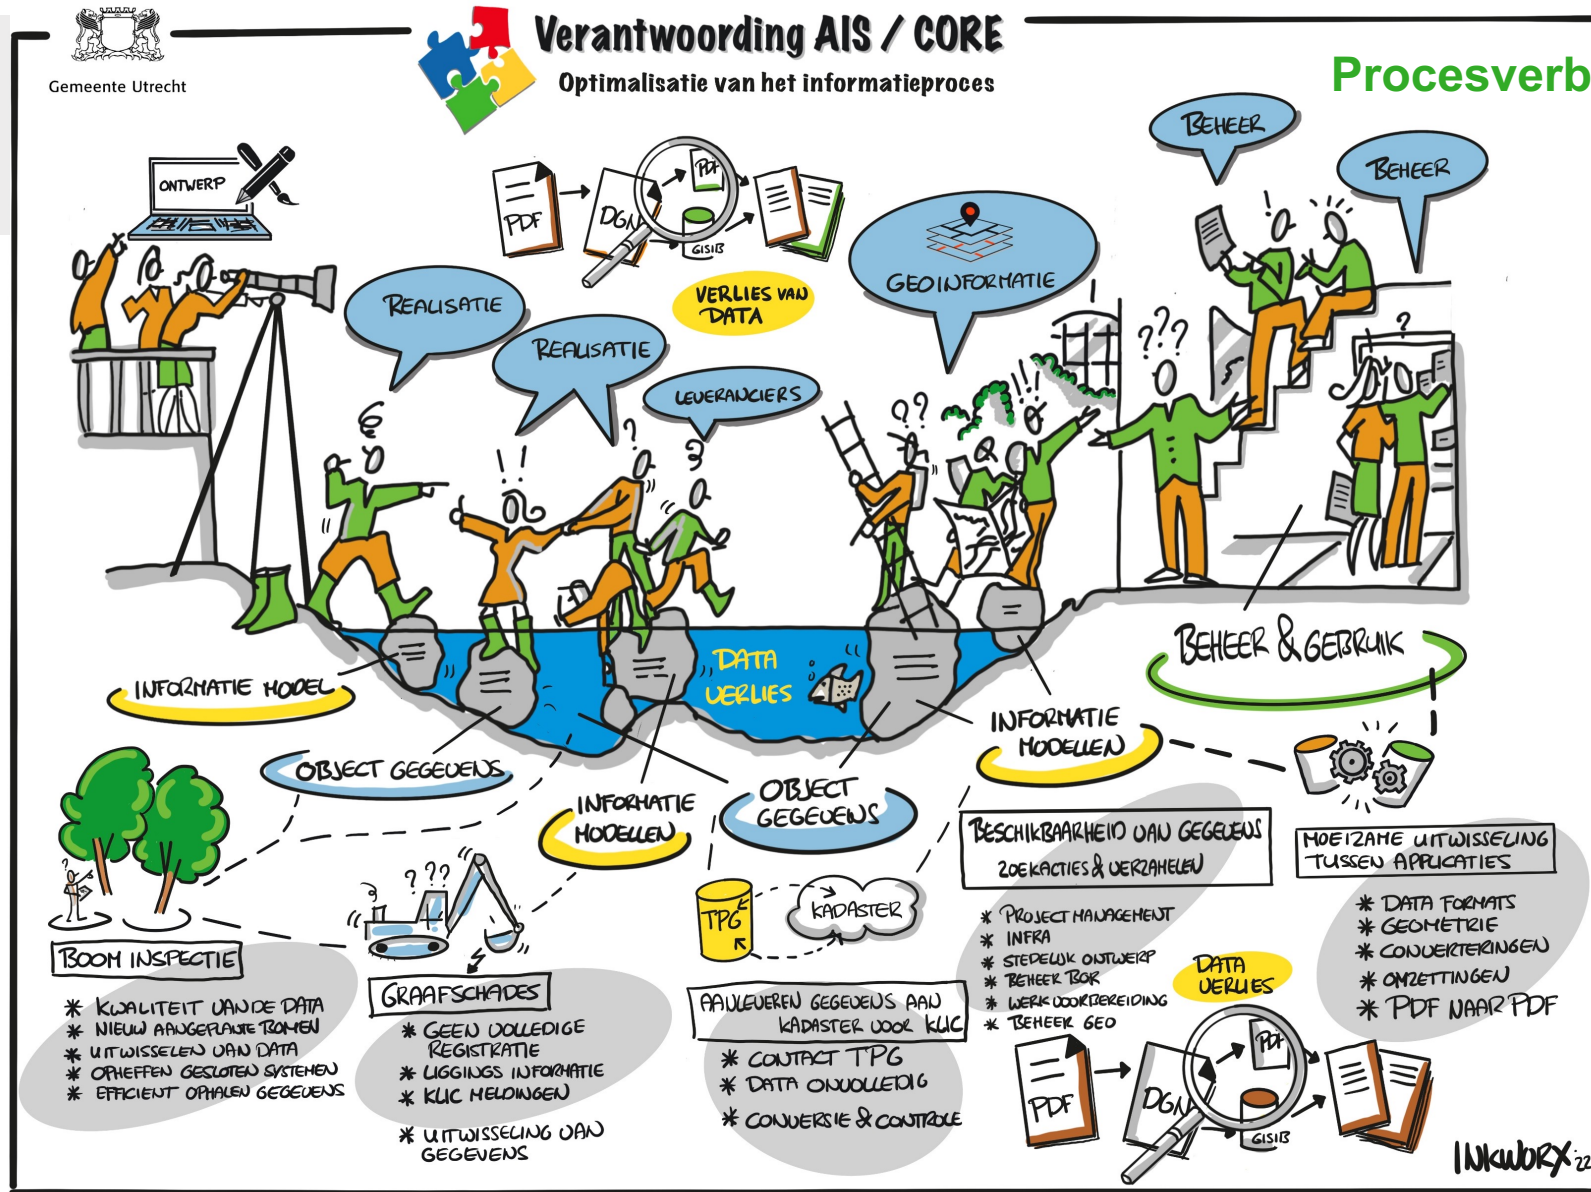 Gemeente Utrecht
Verantwoording AIS / CORE
Optimalisatie van het informatieproces
Procesverb
ONTWERP
PDF
DGN
PDF
GISIB
VERLIES VAN
DATA
REALISATIE
REALISATIE
LEVERANCIERS
GEOINFORMATIE
BEHEER
BEHEER
DATA
VERLIES
INFORMATIE MODEL
OBJECT GEGEVENS
INFORMATIE
MODELLEN
OBJECT
GEGEVENS
INFORMATIE
MODELLEN
BEHEER & GEBRUIK
BOOM INSPECTIE
* KWALITEIT VAN DE DATA
* NIEUW AANGEPLANTE BOMEN
* UITWISSELEN VAN DATA
* OPHEFFEN GESLOTEN SYSTEMEN
* EFFICIENT OPHALEN GEGEVENS
???
GRAAFSCHADES
* GEEN VOLLEDIGE
REGISTRATIE
* LIGGINGS INFORMATIE
* KLIC MELDINGEN
* UITWISSELING VAN
GEGEVENS
TPG
KADASTER
AANLEVEREN GEGEVENS AAN
KADASTER VOOR KLIC
* CONTACT TPG
* DATA ONVOLLEDIG
* CONVERSIE & CONTROLE
BESCHIKBAARHEID VAN GEGEVENS
ZOEKACTIES & VERZAMELEN
* PROJECT MANAGEMENT
* INFRA
* STEDELIJK ONTWERP
* BEHEER BOR
* WERKVOORBEREIDING
* BEHEER GEO
MOEIZAME UITWISSELING
TUSSEN APPLICATIES
* DATA FORMATS
* GEOMETRIE
* CONVERTERINGEN
* OMZETTINGEN
* PDF NAAR PDF
DATA
VERLIES
PDF
DGN
PDF
GISIB
INKWORX '22